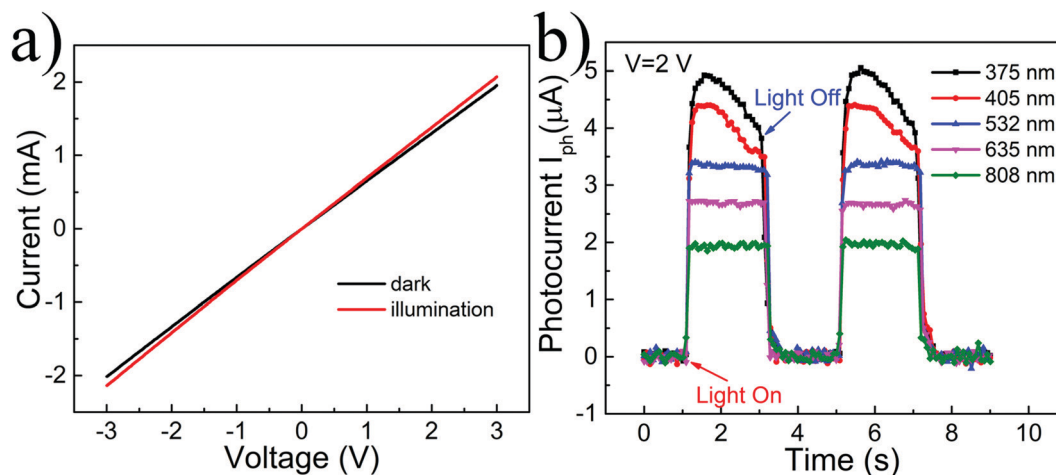 a)
Current (mA)
2
1
0
-1
-2
dark
illumination
-3
-2
-1
0
1
2
3
Voltage (V)
b)
V=2 V
Light Off
Light On
375 nm
405 nm
532 nm
635 nm
808 nm
Photocurrent I_ph(μA)
5
4
3
2
1
0
-1
0
2
4
6
8
10
Time (s)